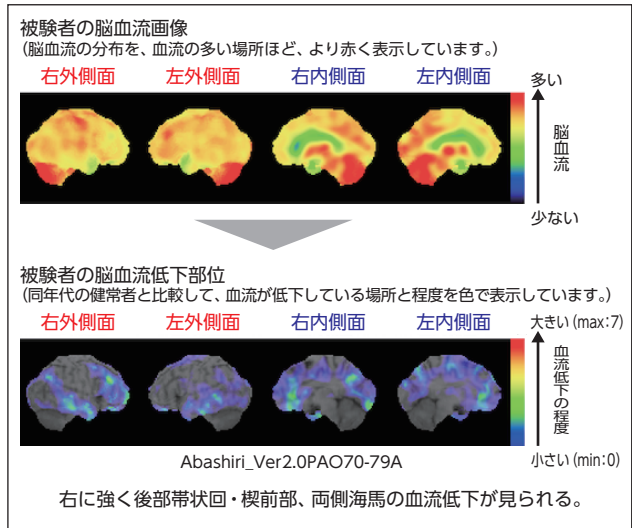 被験者の脳血流画像
(脳血流の分布を、血流の多い場所ほど、より赤く表示しています。)
右外側面 左外側面 右内側面 左内側面
多い
脳血流
少ない
被験者の脳血流低下部位
(同年代の健常者と比較して、血流が低下している場所と程度を色で表示しています。)
右外側面 左外側面 右内側面 左内側面
大きい(max:7)
血流低下の程度
小さい(min:0)
Abashiri_Ver2.0PAO70-79A
右に強く後部帯状回・楔前部、両側海馬の血流低下が見られる。